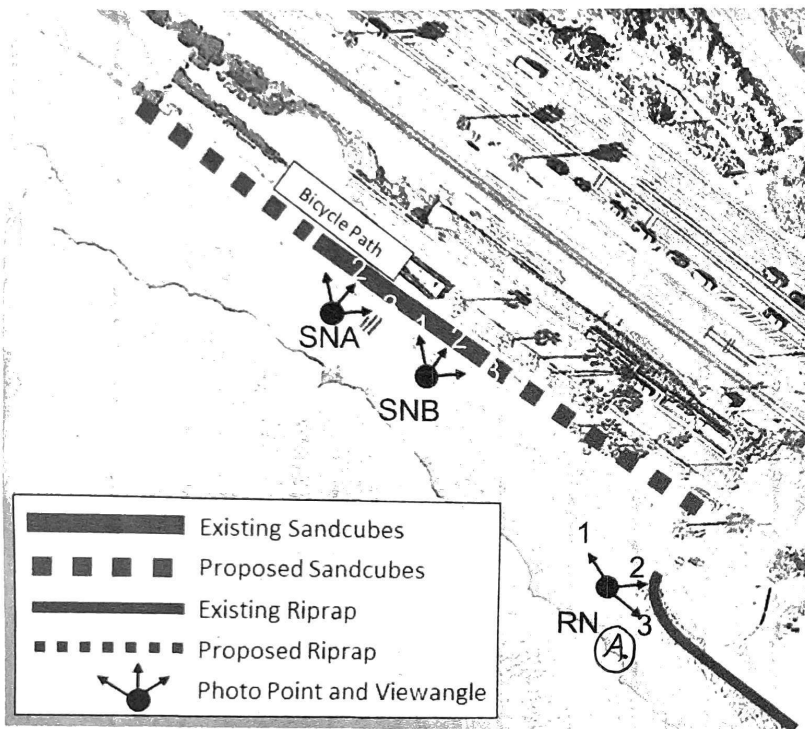 Bicycle Path
2
3
1
2
3
SNA
SNB
1
2
3
RN
A.
Existing Sandcubes
Proposed Sandcubes
Existing Riprap
Proposed Riprap
Photo Point and Viewangle